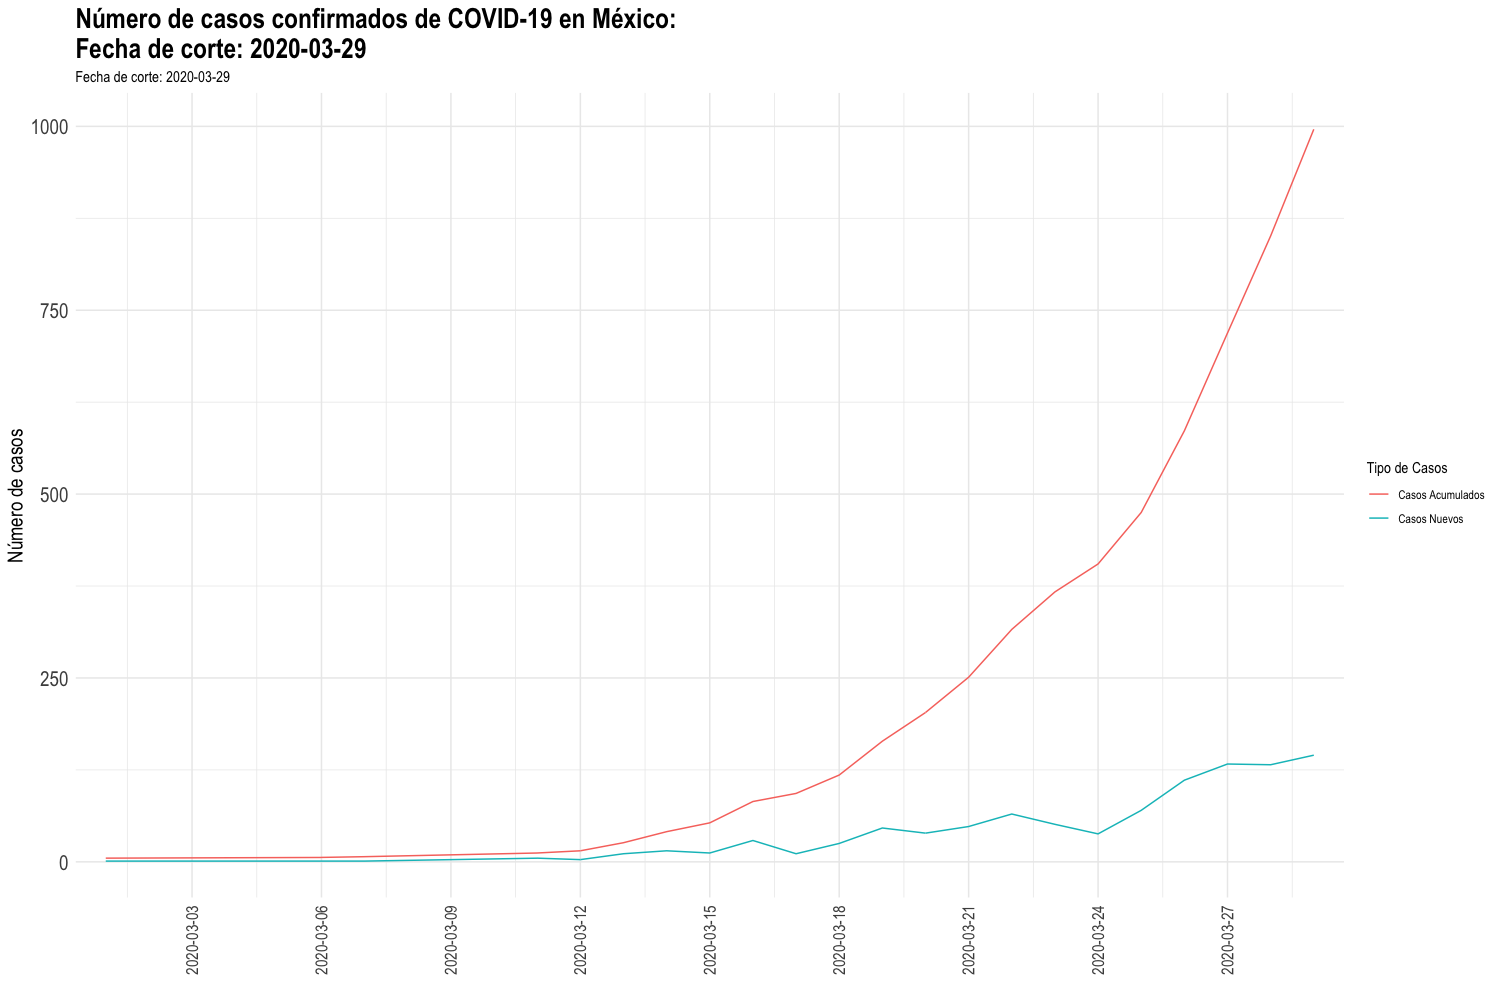 Número de casos confirmados de COVID-19 en México:
Fecha de corte: 2020-03-29
Fecha de corte: 2020-03-29
Número de casos
1000
750
500
250
0
2020-03-03
2020-03-06
2020-03-09
2020-03-12
2020-03-15
2020-03-18
2020-03-21
2020-03-24
2020-03-27
Tipo de Casos
Casos Acumulados
Casos Nuevos